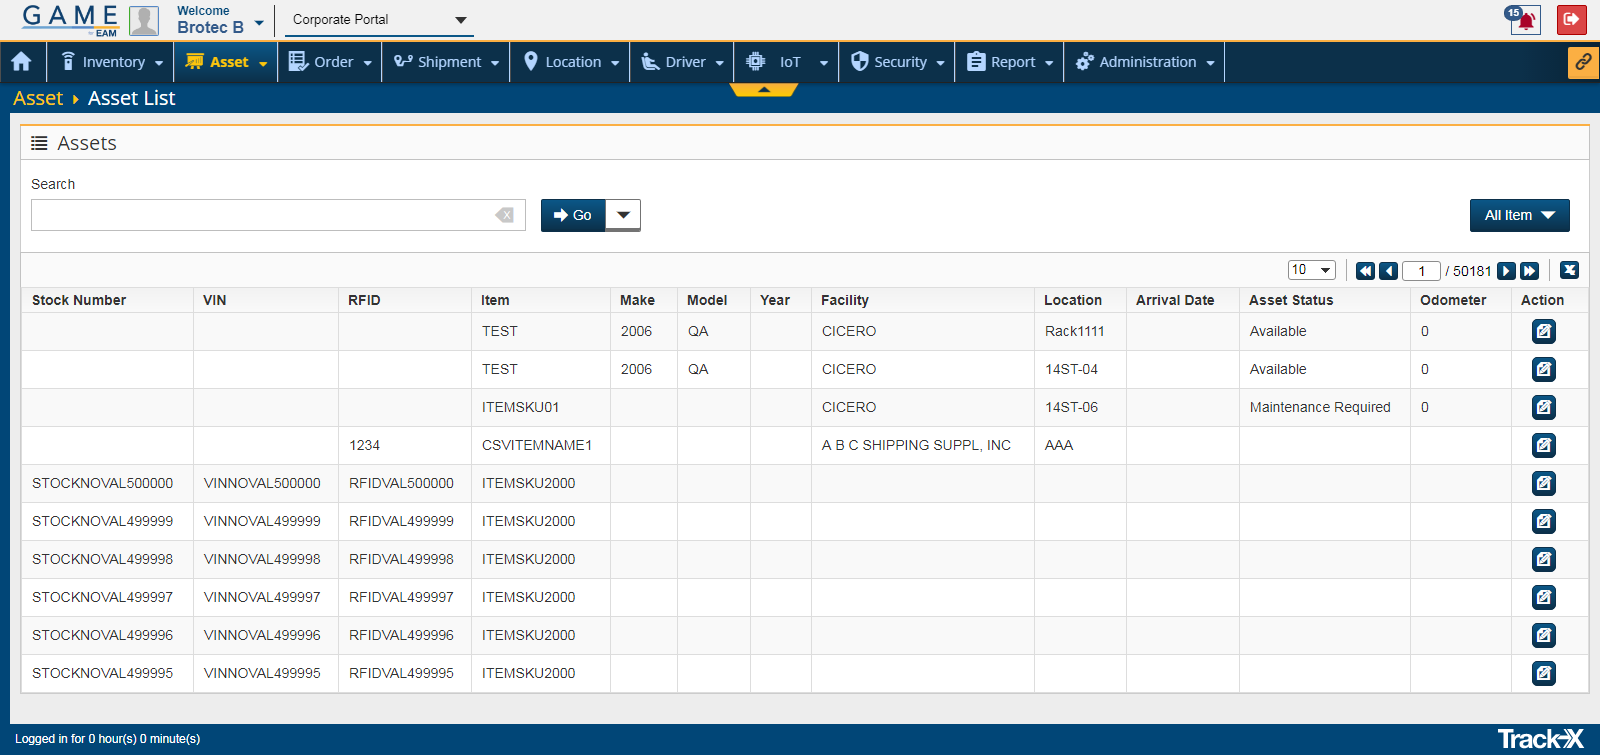 GAME
by EAM
Welcome
Brotec B
Corporate Portal
15
Inventory
Asset
Order
Shipment
Location
Driver
IoT
Security
Report
Administration
Asset Asset List
Assets
Search
X
Go
All Item
10
1 / 50181
X
Stock Number VIN RFID Item Make Model Year Facility Location Arrival Date Asset Status Odometer Action
TEST 2006 QA CICERO Rack1111 Available 0
TEST 2006 QA CICERO 14ST-04 Available 0
ITEMSKU01 CICERO 14ST-06 Maintenance Required 0
1234 CSVITEMNAME1 A B C SHIPPING SUPPL, INC AAA
STOCKNOVAL500000 VINNOVAL500000 RFIDVAL500000 ITEMSKU2000
STOCKNOVAL499999 VINNOVAL499999 RFIDVAL499999 ITEMSKU2000
STOCKNOVAL499998 VINNOVAL499998 RFIDVAL499998 ITEMSKU2000
STOCKNOVAL499997 VINNOVAL499997 RFIDVAL499997 ITEMSKU2000
STOCKNOVAL499996 VINNOVAL499996 RFIDVAL499996 ITEMSKU2000
STOCKNOVAL499995 VINNOVAL499995 RFIDVAL499995 ITEMSKU2000
Logged in for 0 hour(s) 0 minute(s)
Track-X